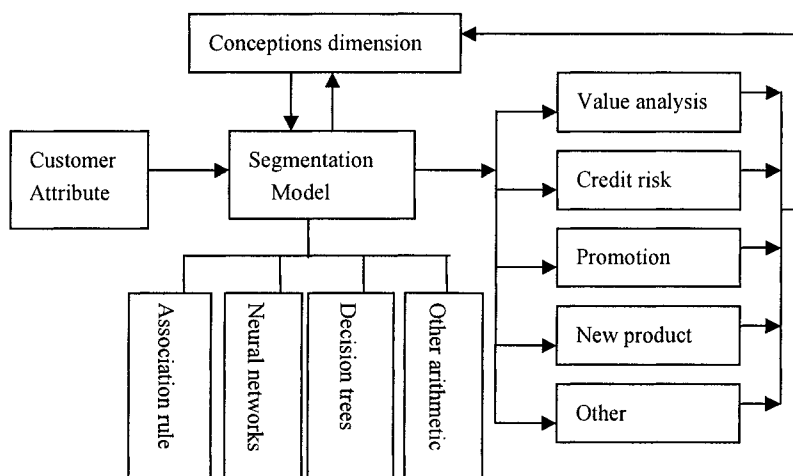 Conceptions dimension
Customer
Attribute
Segmentation
Model
Value analysis
Credit risk
Promotion
New product
Other
Association rule
Neural networks
Decision trees
Other arithmetic